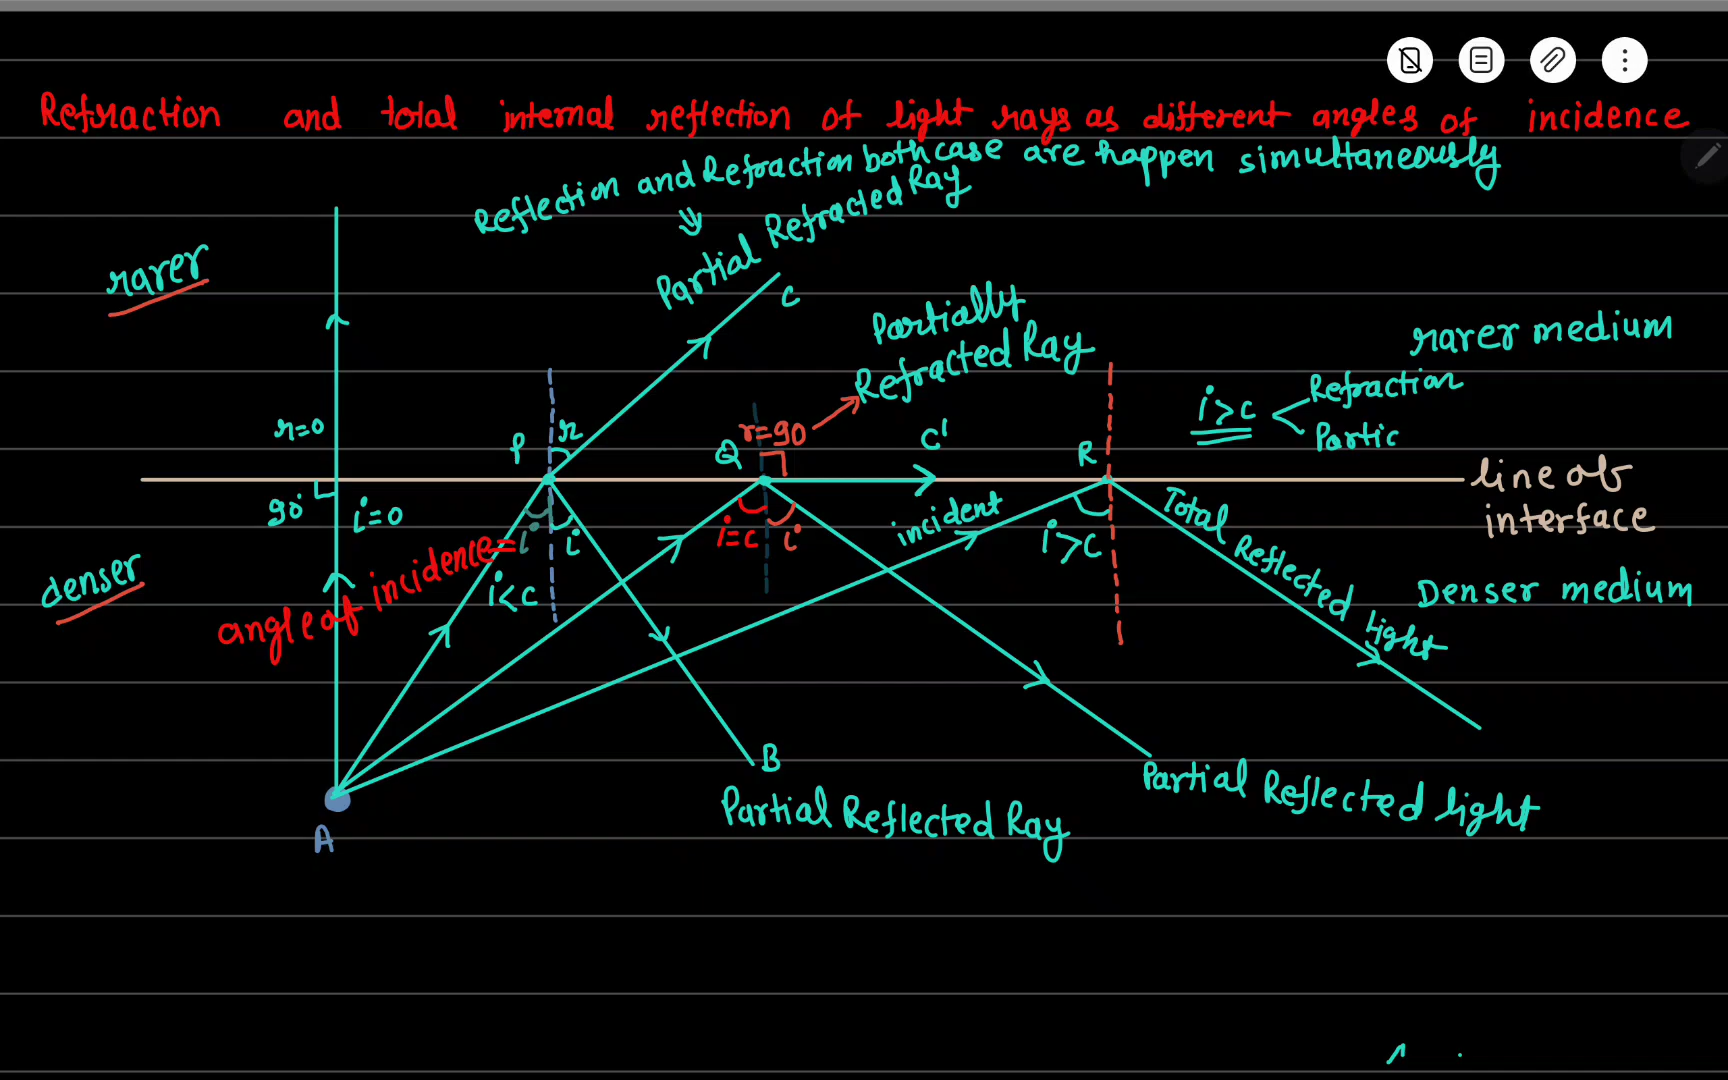 Refraction and total internal reflection of light rays as different angles of incidence
Reflection and Refraction both case are happen simultaneously
Partial Refracted Ray
rarer
C
Partially
Refracted Ray
rarer medium
i>c
Refraction
Partic
r=0
P
r
Q
r=90
C'
R
line of
interface
90°
i=0
i
i
i=c
i
incident
i>c
Total Reflected light
denser
angle of incidence=
i<c
Denser medium
B
Partial Reflected Ray
Partial Reflected light
A